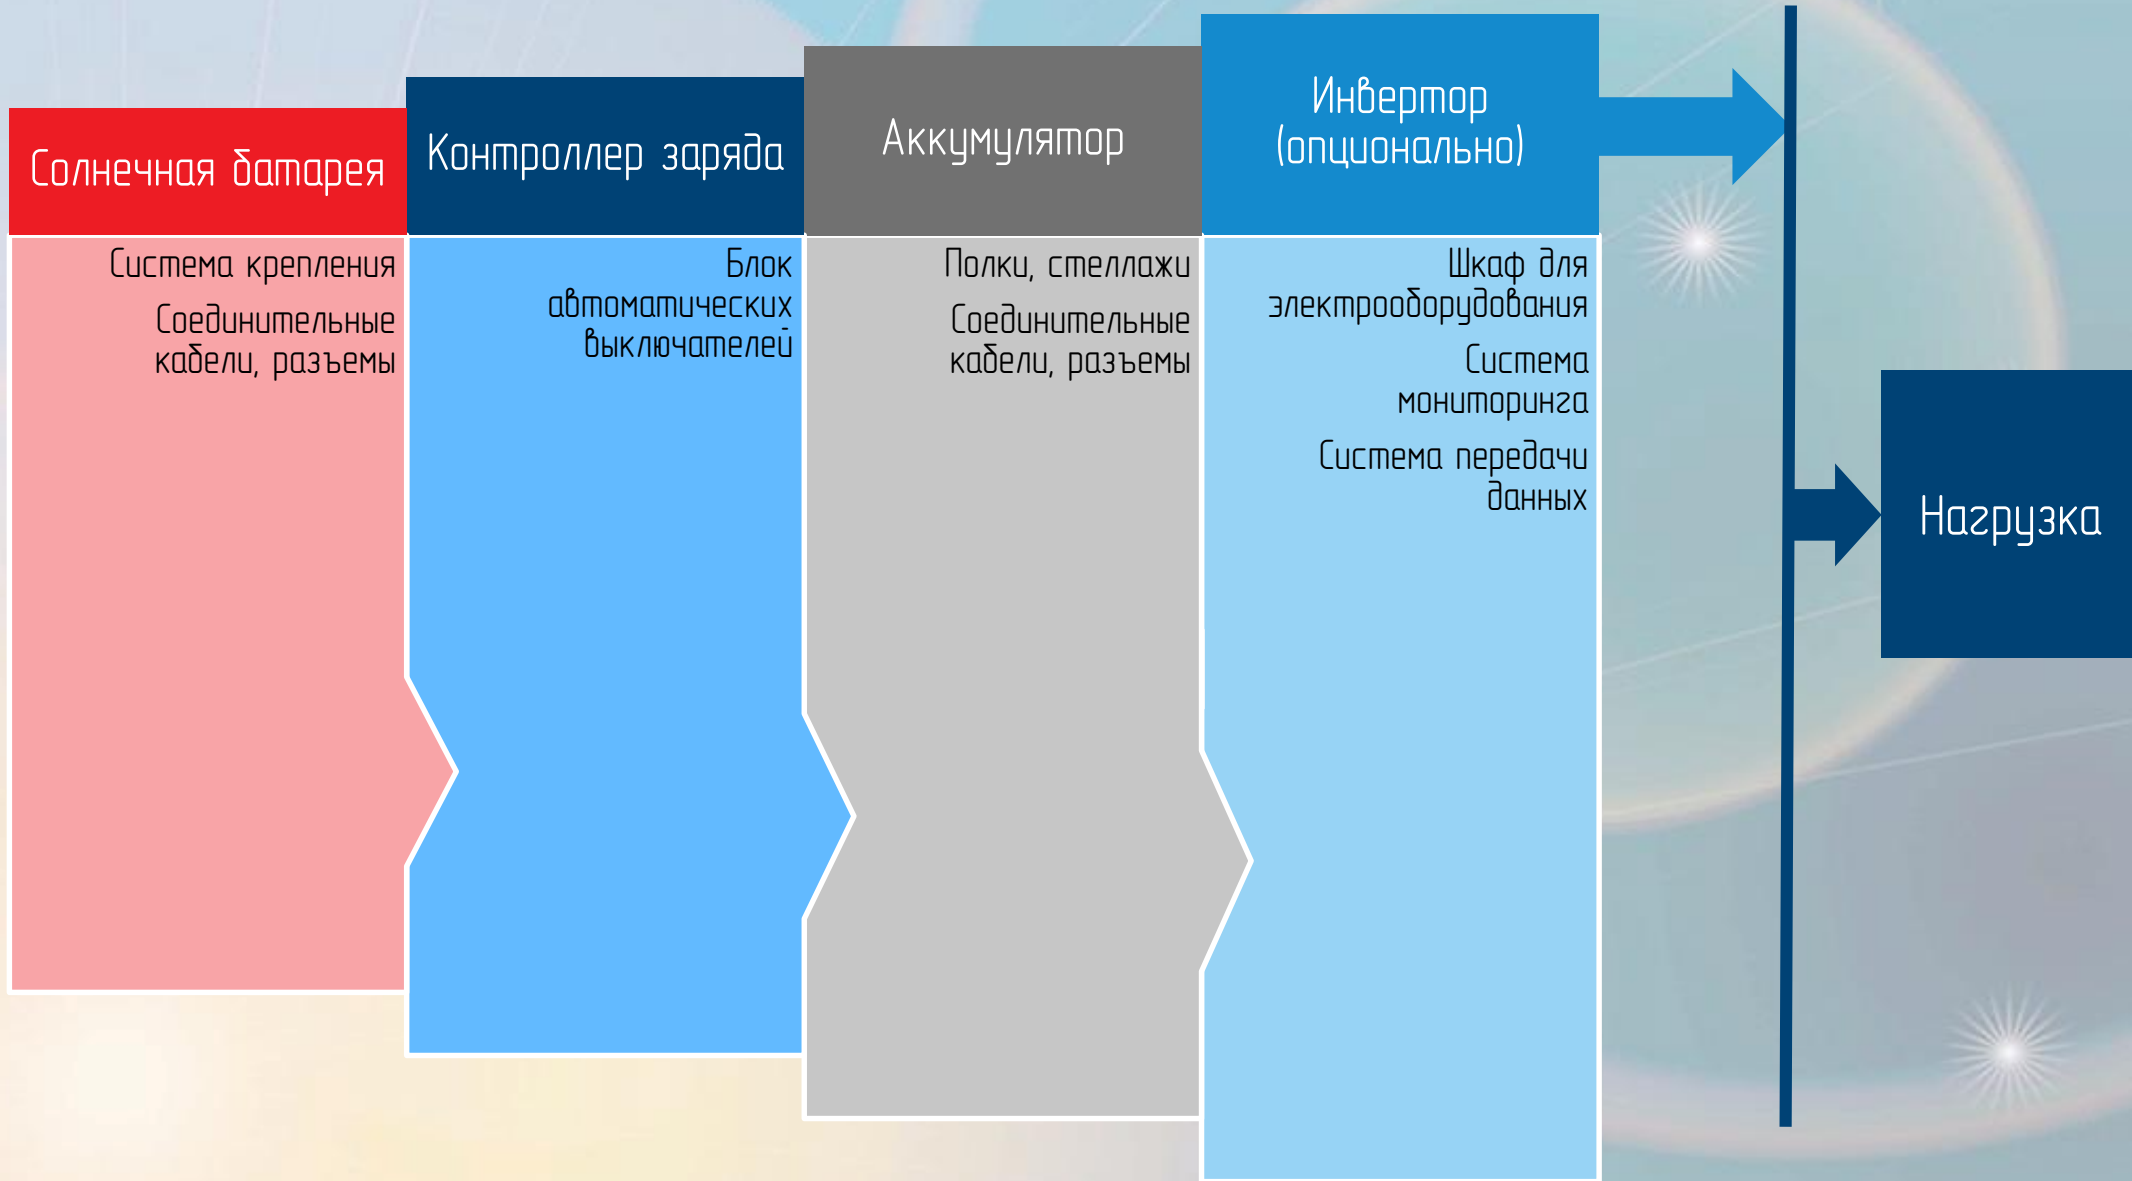 Солнечная батарея
Система крепления
Соединительные
кабели, разъемы
Контроллер заряда
Блок
автоматических
выключателей
Аккумулятор
Полки, стеллажи
Соединительные
кабели, разъемы
Инвертор
(опционально)
Шкаф для
электрооборудования
Система
мониторинга
Система передачи
данных
Нагрузка